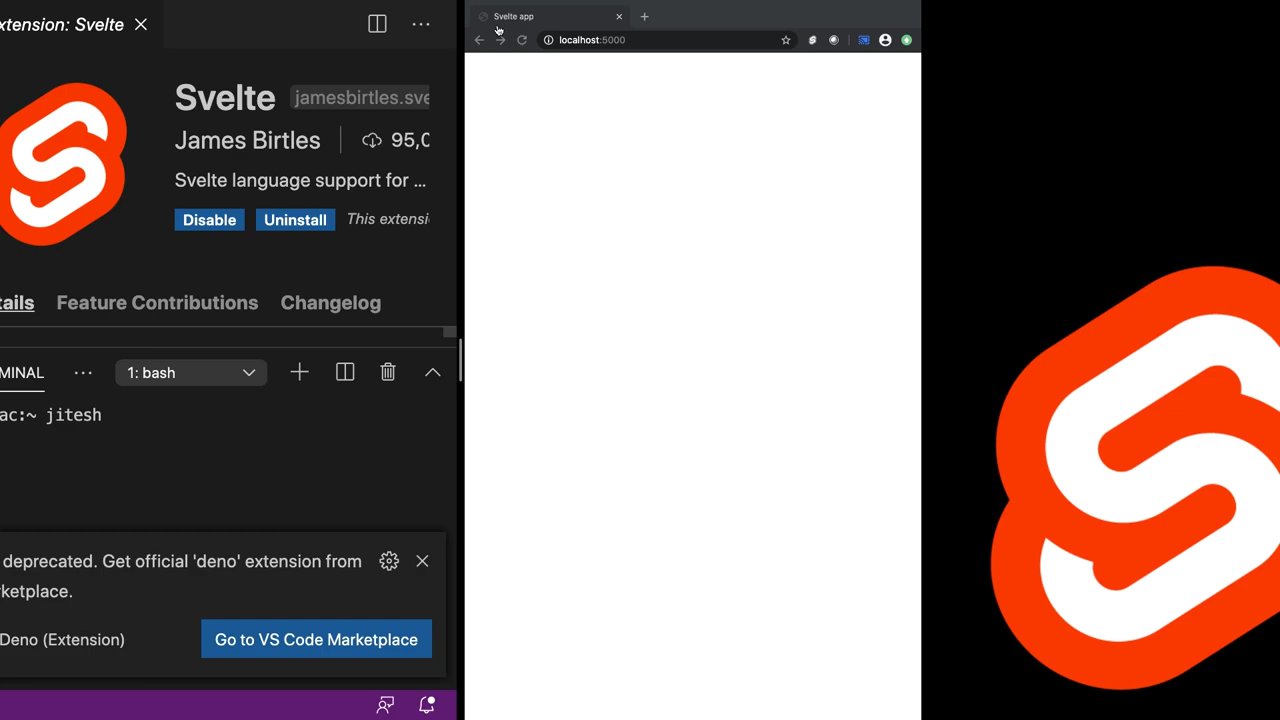 xtension: Svelte
Svelte jamesbirtles.sve
James Birtles 95,0
Svelte language support for ...
Disable Uninstall This extensi
tails Feature Contributions Changelog
MINAL 1: bash
ac:~ jitesh
deprecated. Get official 'deno' extension from
ketplace.
Deno (Extension) Go to VS Code Marketplace
Svelte app
localhost:5000